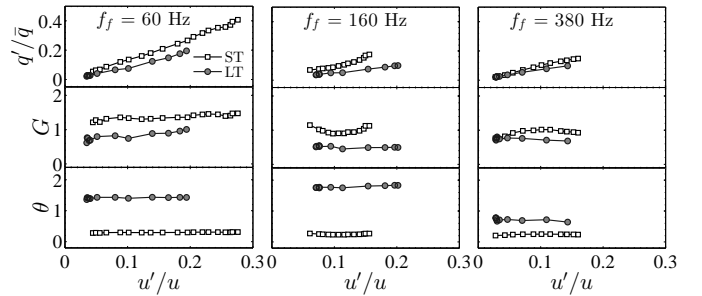 f_f = 60 Hz
f_f = 160 Hz
f_f = 380 Hz
q′/q̄
0.4
0.2
0
ST
LT
G
2
1
0
θ
2
1
0
0 0.1 0.2 0.3 0 0.1 0.2 0.3 0 0.1 0.2 0.3
u′/u u′/u u′/u